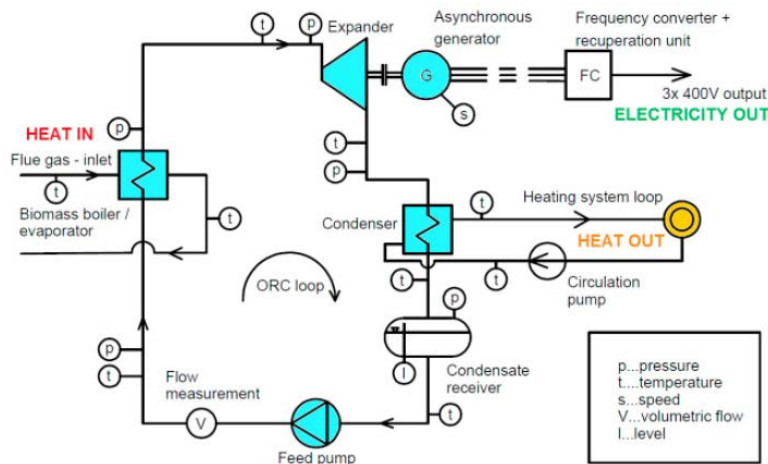 Expander
Asynchronous
generator
Frequency converter +
recuperation unit
t
p
G
FC
s
3x 400V output
ELECTRICITY OUT
p
HEAT IN
Flue gas - inlet
t
Biomass boiler /
evaporator
t
t
p
Condenser
t
Heating system loop
HEAT OUT
t
t
Circulation
pump
ORC loop
p
l
Condensate
receiver
p
t
Flow
measurement
V
Feed pump
t
p...pressure
t....temperature
s...speed
V...volumetric flow
l...level